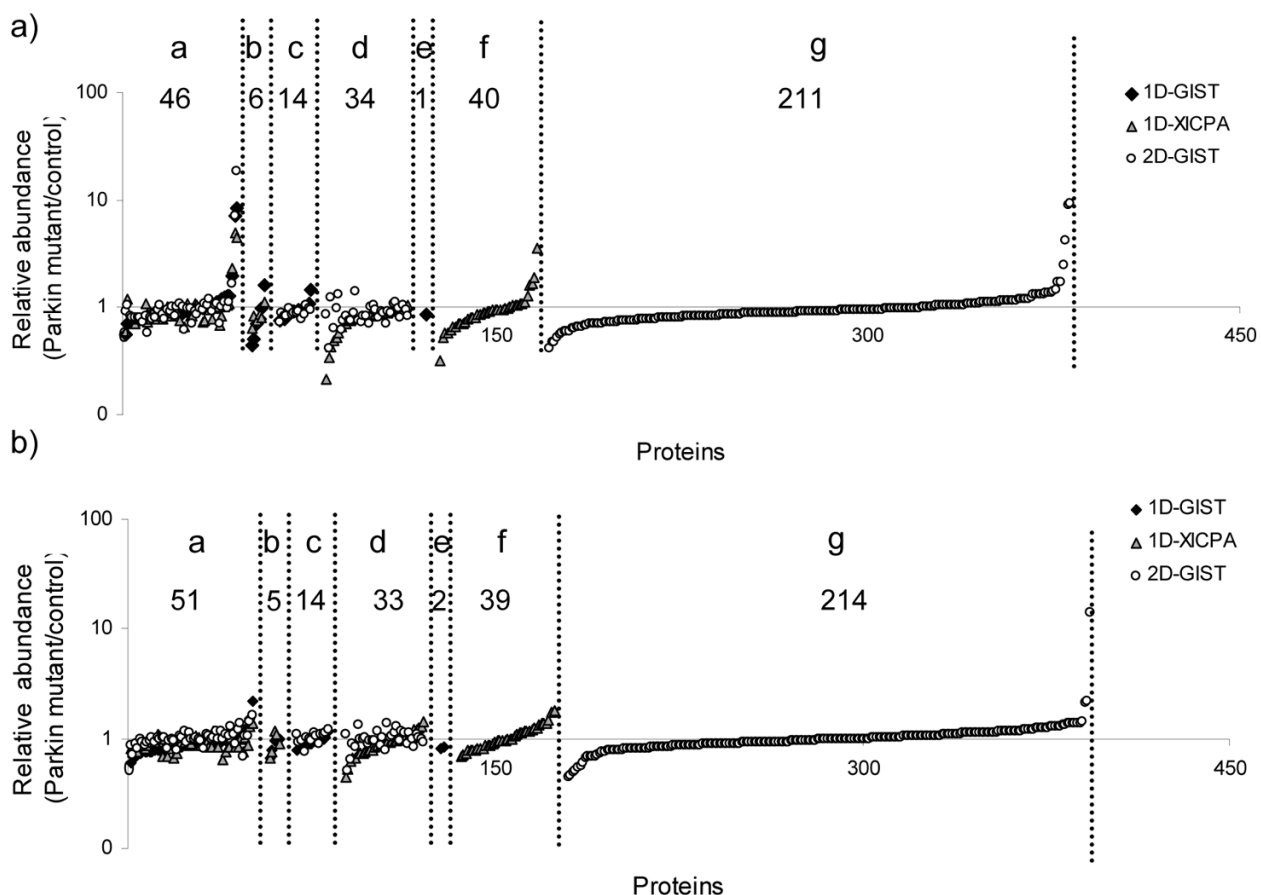 a)
a b c d e f g
46 6 14 34 1 40 211
100
10
1
0
Relative abundance
(Parkin mutant/control)
1D-GIST
1D-XICPA
2D-GIST
150 300 450
Proteins
b)
a b c d e f g
51 5 14 33 2 39 214
100
10
1
0
Relative abundance
(Parkin mutant/control)
1D-GIST
1D-XICPA
2D-GIST
150 300 450
Proteins